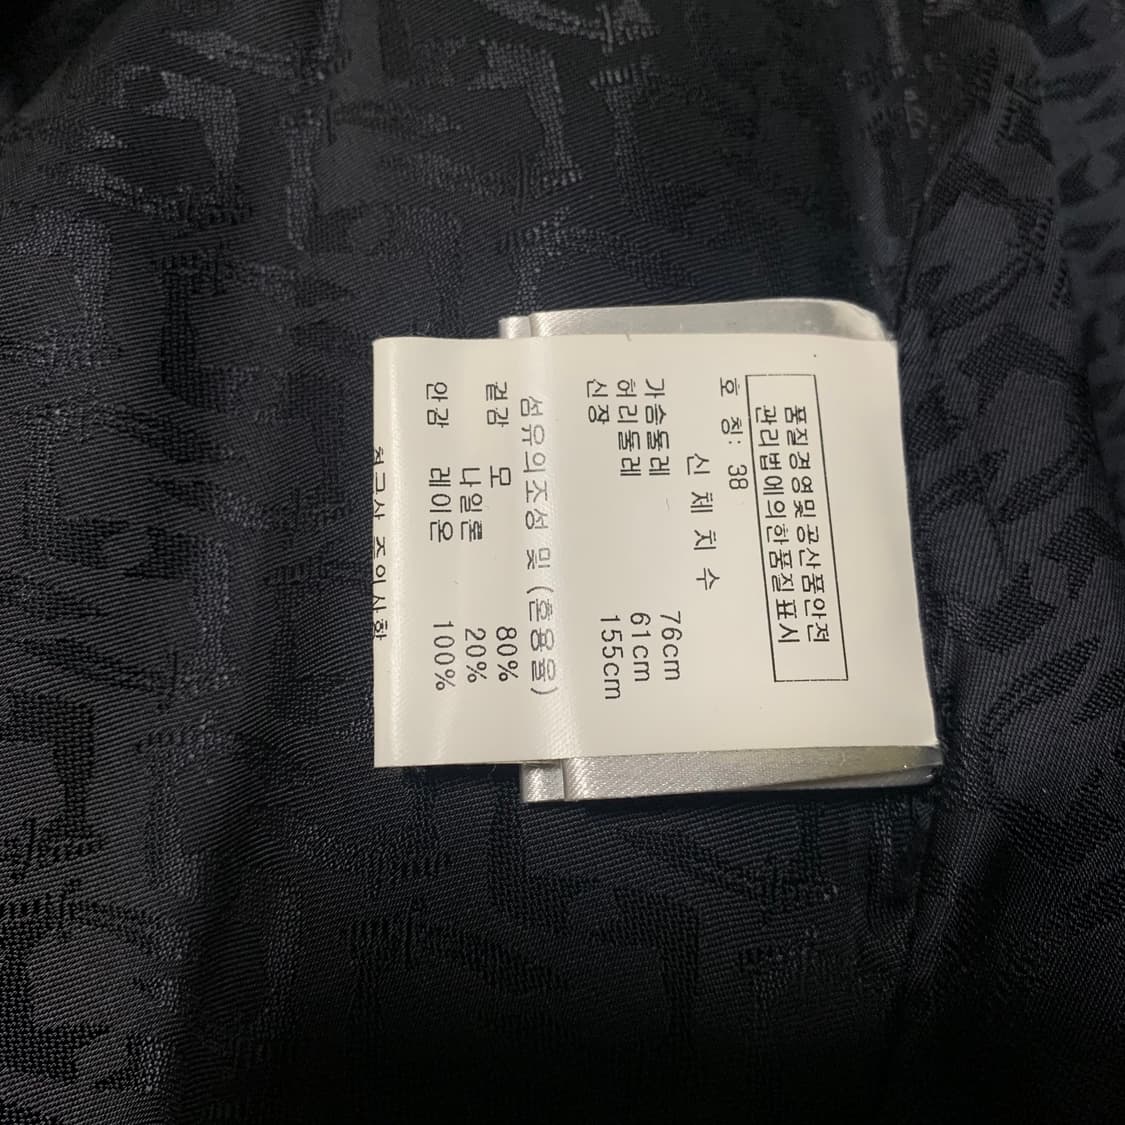 품질경영및 공산품안전
관리법에의한품질표시
호 칭: 38
신 체 치 수
가슴둘레 76cm
허리둘레 61cm
신장 155cm
섬유의조성 및 (혼용율)
겉감 모 80%
나일론 20%
안감 레이온 100%